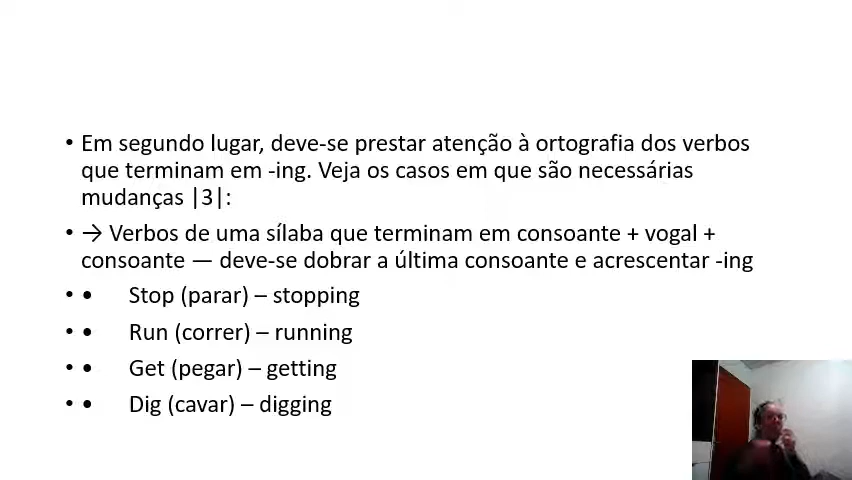 • Em segundo lugar, deve-se prestar atenção à ortografia dos verbos
que terminam em -ing. Veja os casos em que são necessárias
mudanças |3|:
• → Verbos de uma sílaba que terminam em consoante + vogal +
consoante — deve-se dobrar a última consoante e acrescentar -ing
• • Stop (parar) – stopping
• • Run (correr) – running
• • Get (pegar) – getting
• • Dig (cavar) – digging